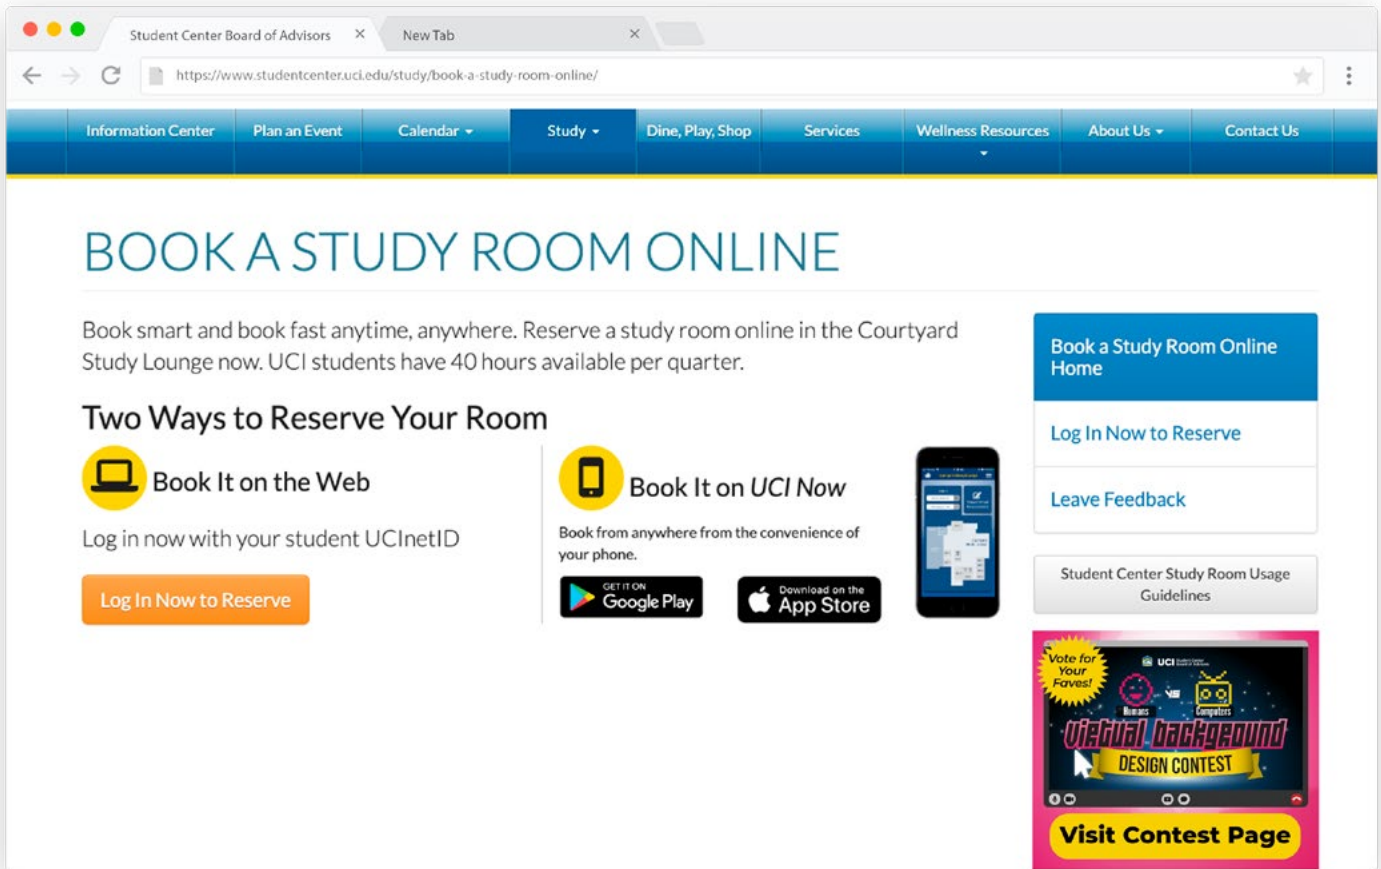 Student Center Board of Advisors
New Tab
https://www.studentcenter.uci.edu/study/book-a-study-room-online/
Information Center
Plan an Event
Calendar
Study
Dine, Play, Shop
Services
Wellness Resources
About Us
Contact Us
BOOK A STUDY ROOM ONLINE
Book smart and book fast anytime, anywhere. Reserve a study room online in the Courtyard
Study Lounge now. UCI students have 40 hours available per quarter.
Two Ways to Reserve Your Room
Book It on the Web
Log in now with your student UCInetID
Log In Now to Reserve
Book It on UCI Now
Book from anywhere from the convenience of
your phone.
GET IT ON
Google Play
Download on the
App Store
Book a Study Room Online
Home
Log In Now to Reserve
Leave Feedback
Student Center Study Room Usage
Guidelines
Vote for
Your
Faves!
UCI
Humans
VS
Computers
Virtual background
DESIGN CONTEST
Visit Contest Page